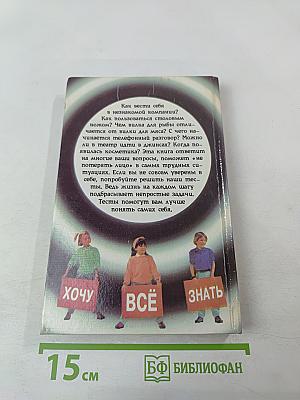 Как вести себя
в незнакомой компании?
Как пользоваться столовым
ножом? Чем вилка для рыбы отли-
чается от вилки для мяса? С чего на-
чинается телефонный разговор? Можно
ли в театр идти в джинсах? Когда по-
явилась косметика? Эта книга ответит
на многие ваши вопросы, поможет «не
потерять лицо» в самых трудных си-
туациях. Если вы не совсем уверены в
себе, попробуйте решить наши тес-
ты. Ведь жизнь на каждом шагу
подбрасывает непростые задачи.
Тесты помогут вам лучше
понять самих себя.
ХОЧУ
ВСЁ
ЗНАТЬ
15 см
БФ БИБЛИОФАН